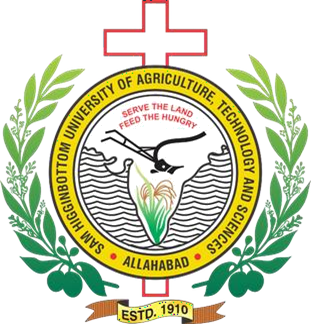 SAM HIGGINBOTTOM UNIVERSITY OF AGRICULTURE, TECHNOLOGY AND SCIENCES
SERVE THE LAND
FEED THE HUNGRY
• ALLAHABAD •
ESTD. 1910